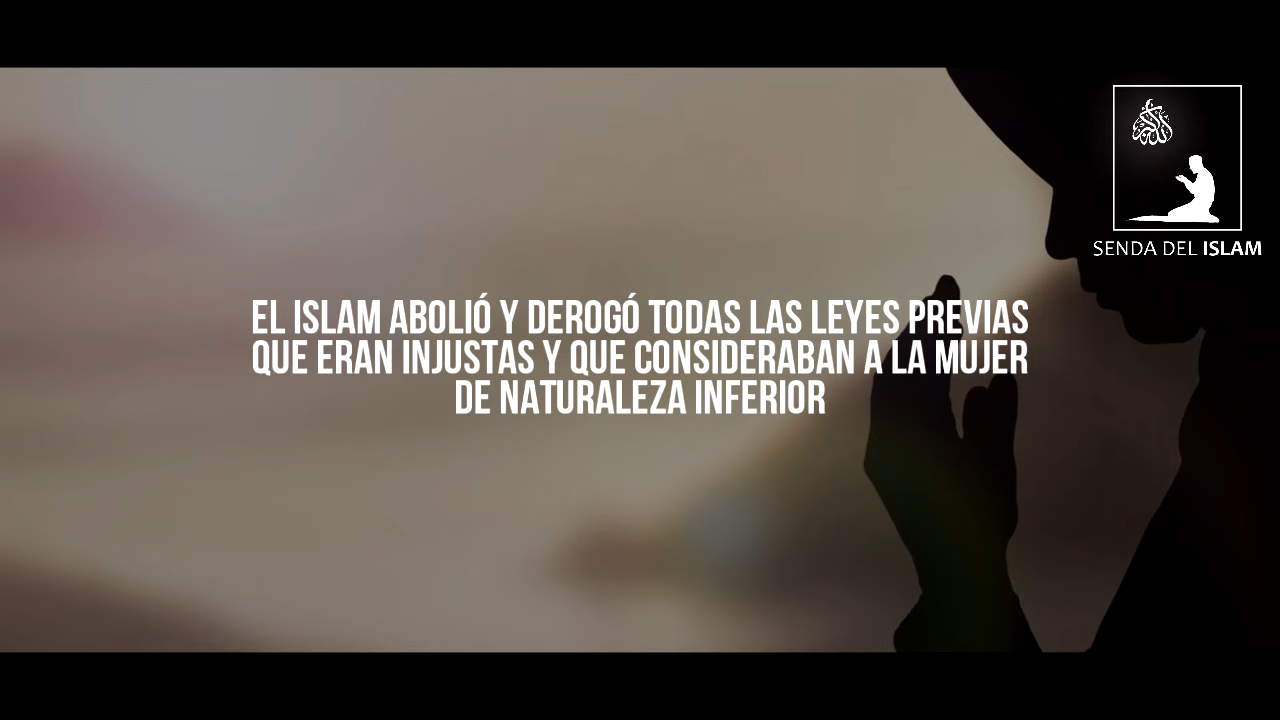 SENDA DEL ISLAM
EL ISLAM ABOLIÓ Y DEROGÓ TODAS LAS LEYES PREVIAS
QUE ERAN INJUSTAS Y QUE CONSIDERABAN A LA MUJER
DE NATURALEZA INFERIOR